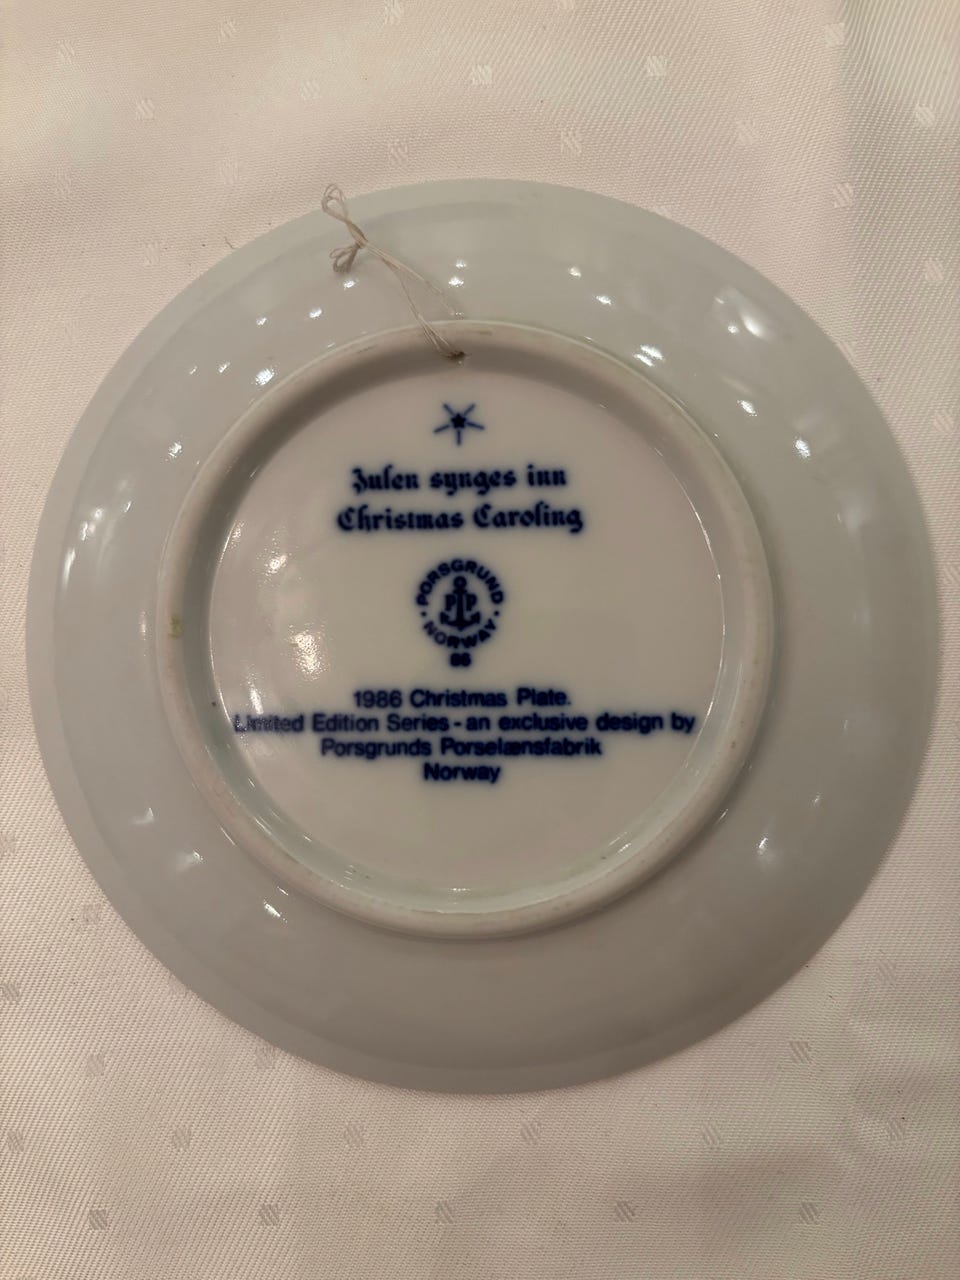 Julen synges inn
Christmas Caroling
PORSGRUND
PP
NORWAY
86
1986 Christmas Plate.
Limited Edition Series - an exclusive design by
Porsgrunds Porselænsfabrik
Norway